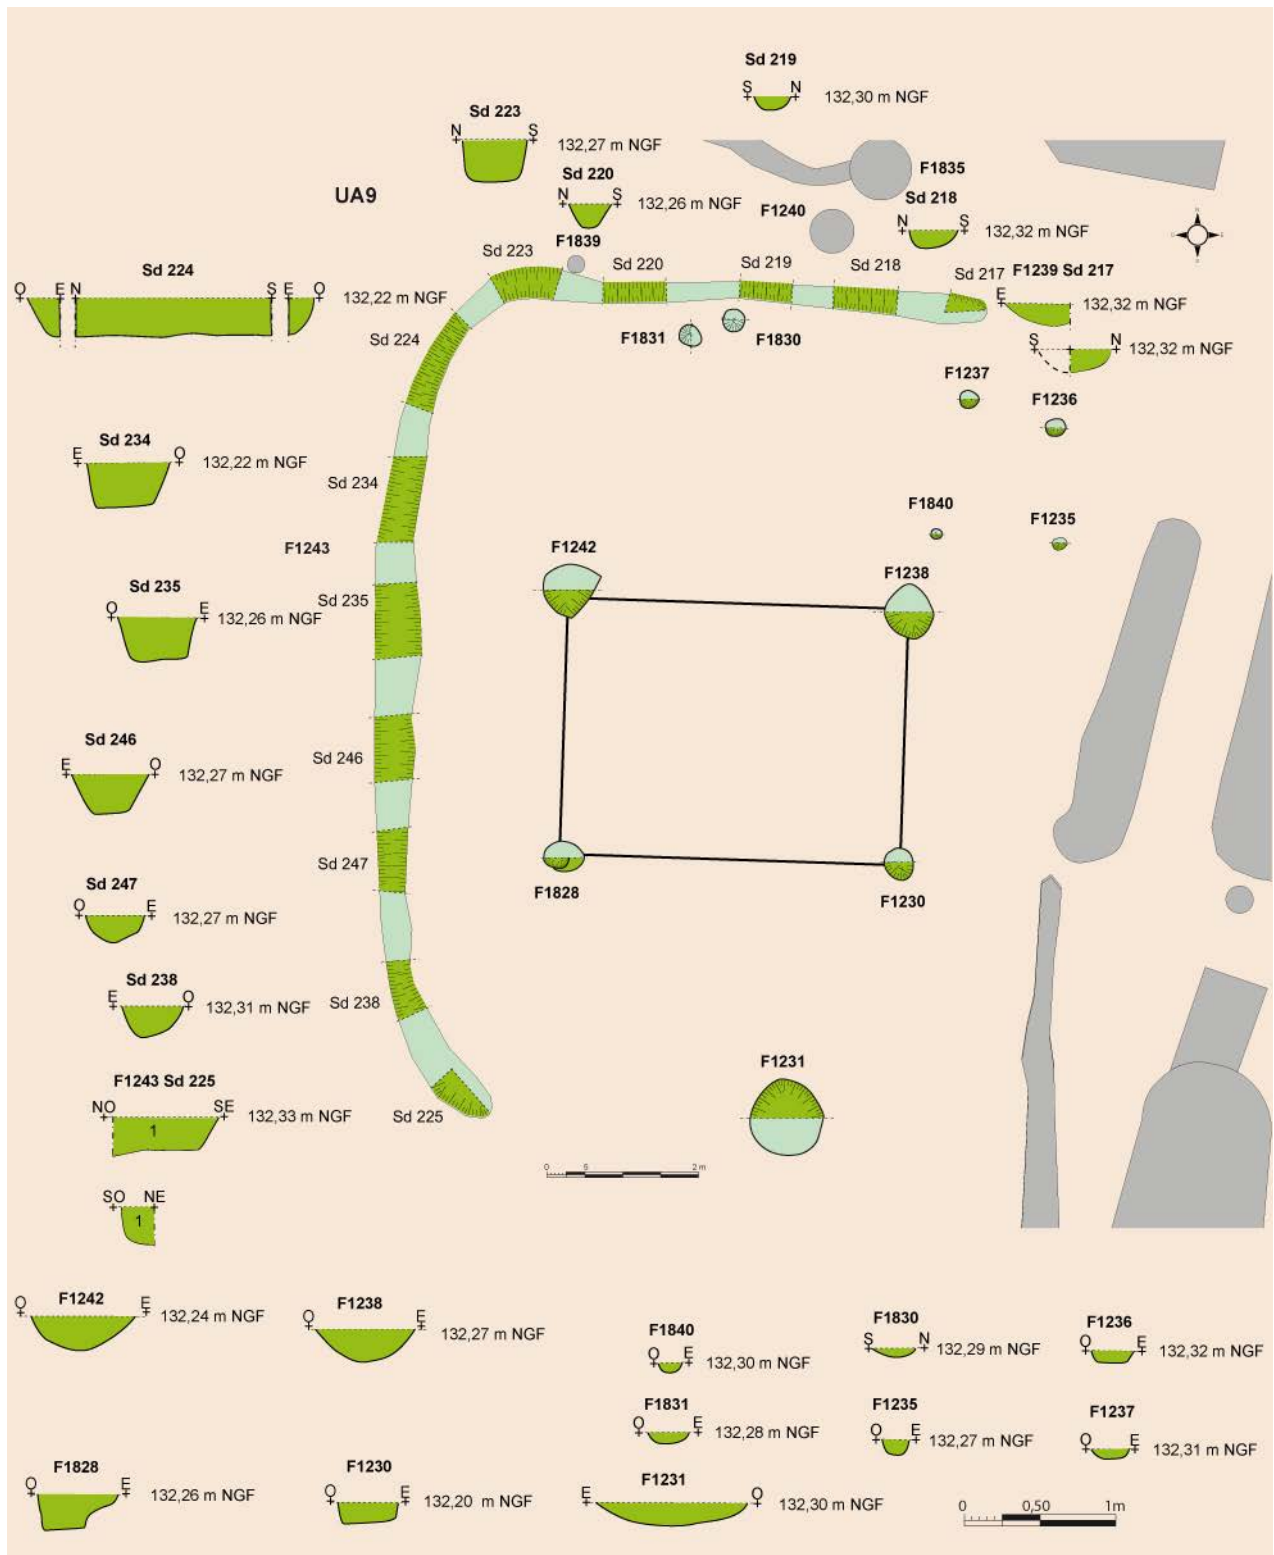 Sd 219
S N
132,30 m NGF
Sd 223
N S
132,27 m NGF
Sd 220
N S
132,26 m NGF
F1835
UA9
F1240
Sd 218
N S
132,32 m NGF
Sd 223
F1839
Sd 220
Sd 219
Sd 218
Sd 217
F1239 Sd 217
E
132,32 m NGF
Sd 224
O E N S E O
132,22 m NGF
Sd 224
F1831
F1830
S N
132,32 m NGF
F1237
F1236
Sd 234
E O
132,22 m NGF
Sd 234
F1840
F1235
F1243
F1242
F1238
Sd 235
O E
132,26 m NGF
Sd 235
Sd 246
E O
132,27 m NGF
Sd 246
Sd 247
F1828
F1230
Sd 247
O E
132,27 m NGF
Sd 238
E O
132,31 m NGF
Sd 238
F1231
F1243 Sd 225
NO SE
132,33 m NGF
1
Sd 225
0 5 2 m
SO NE
1
F1242
O E
132,24 m NGF
F1238
O E
132,27 m NGF
F1840
O E
132,30 m NGF
F1830
S N
132,29 m NGF
F1236
O E
132,32 m NGF
F1831
O E
132,28 m NGF
F1235
O E
132,27 m NGF
F1237
O E
132,31 m NGF
F1828
O E
132,26 m NGF
F1230
O E
132,20 m NGF
F1231
E O
132,30 m NGF
0 0,50 1m